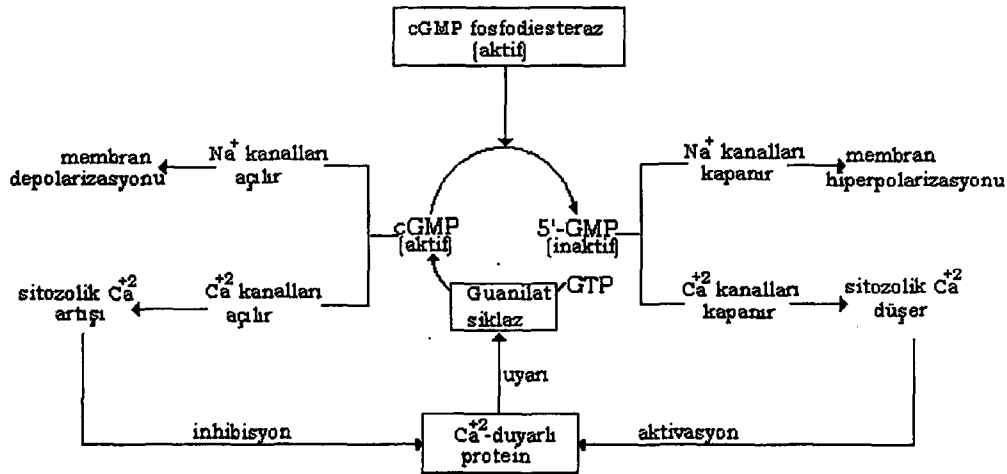 cGMP fosfodiesteraz
(aktif)
membran
depolarizasyonu
Na+ kanalları
açılır
Na+ kanalları
kapanır
membran
hiperpolarizasyonu
cGMP
(aktif)
5'-GMP
(inaktif)
sitozolik Ca+2
artışı
Ca+2 kanalları
açılır
Guanilat
siklaz
GTP
Ca+2 kanalları
kapanır
sitozolik Ca+2
düşer
uyarı
inhibisyon
Ca+2-duyarlı
protein
aktivasyon